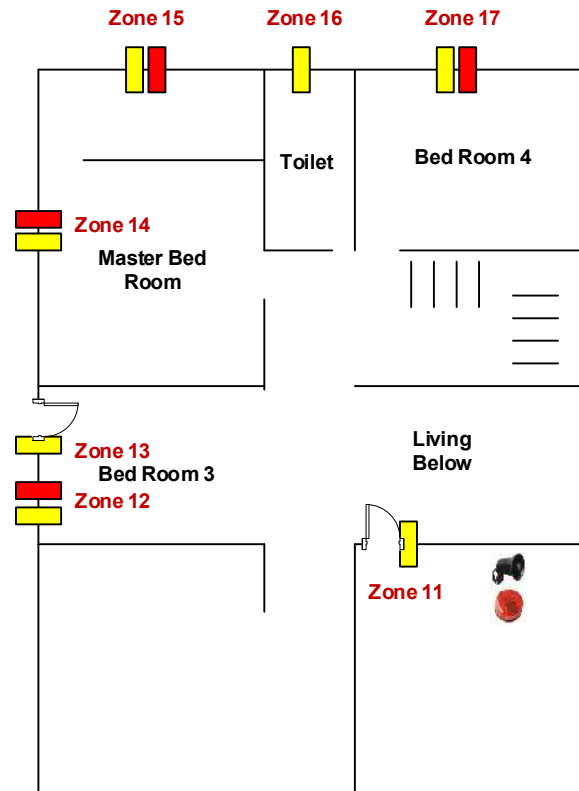 Zone 15
Zone 16
Zone 17
Toilet
Bed Room 4
Zone 14
Master Bed
Room
Living
Below
Zone 13
Bed Room 3
Zone 12
Zone 11